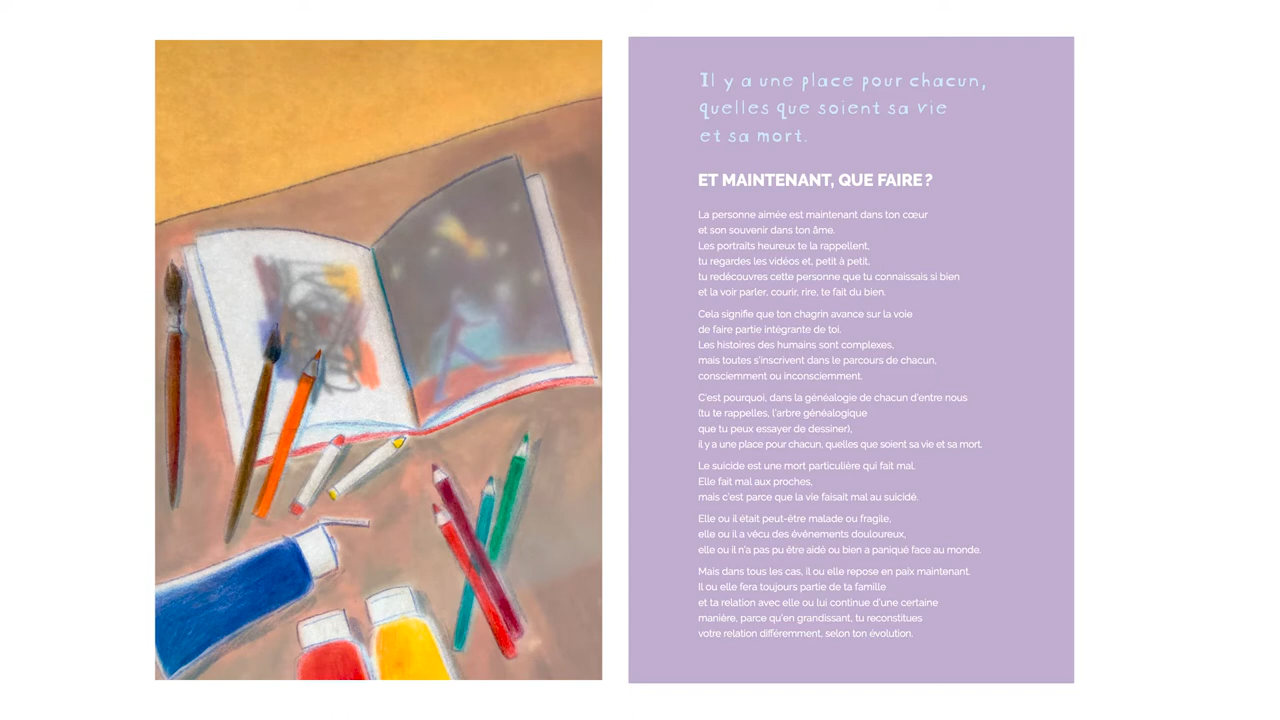 Il y a une place pour chacun,
quelles que soient sa vie
et sa mort.
ET MAINTENANT, QUE FAIRE ?
La personne aimée est maintenant dans ton cœur
et son souvenir dans ton âme.
Les portraits heureux te la rappellent,
tu regardes les vidéos et, petit à petit,
tu redécouvres cette personne que tu connaissais si bien
et la voir parler, courir, rire, te fait du bien.
Cela signifie que ton chagrin avance sur la voie
de faire partie intégrante de toi.
Les histoires des humains sont complexes,
mais toutes s'inscrivent dans le parcours de chacun,
consciemment ou inconsciemment.
C'est pourquoi, dans la généalogie de chacun d'entre nous
(tu te rappelles, l'arbre généalogique
que tu peux essayer de dessiner),
il y a une place pour chacun, quelles que soient sa vie et sa mort.
Le suicide est une mort particulière qui fait mal.
Elle fait mal aux proches,
mais c'est parce que la vie faisait mal au suicidé.
Elle ou il était peut-être malade ou fragile,
elle ou il a vécu des événements douloureux,
elle ou il n'a pas pu être aidé ou bien a paniqué face au monde.
Mais dans tous les cas, il ou elle repose en paix maintenant.
Il ou elle fera toujours partie de ta famille
et ta relation avec elle ou lui continue d'une certaine
manière, parce qu'en grandissant, tu reconstitues
votre relation différemment, selon ton évolution.